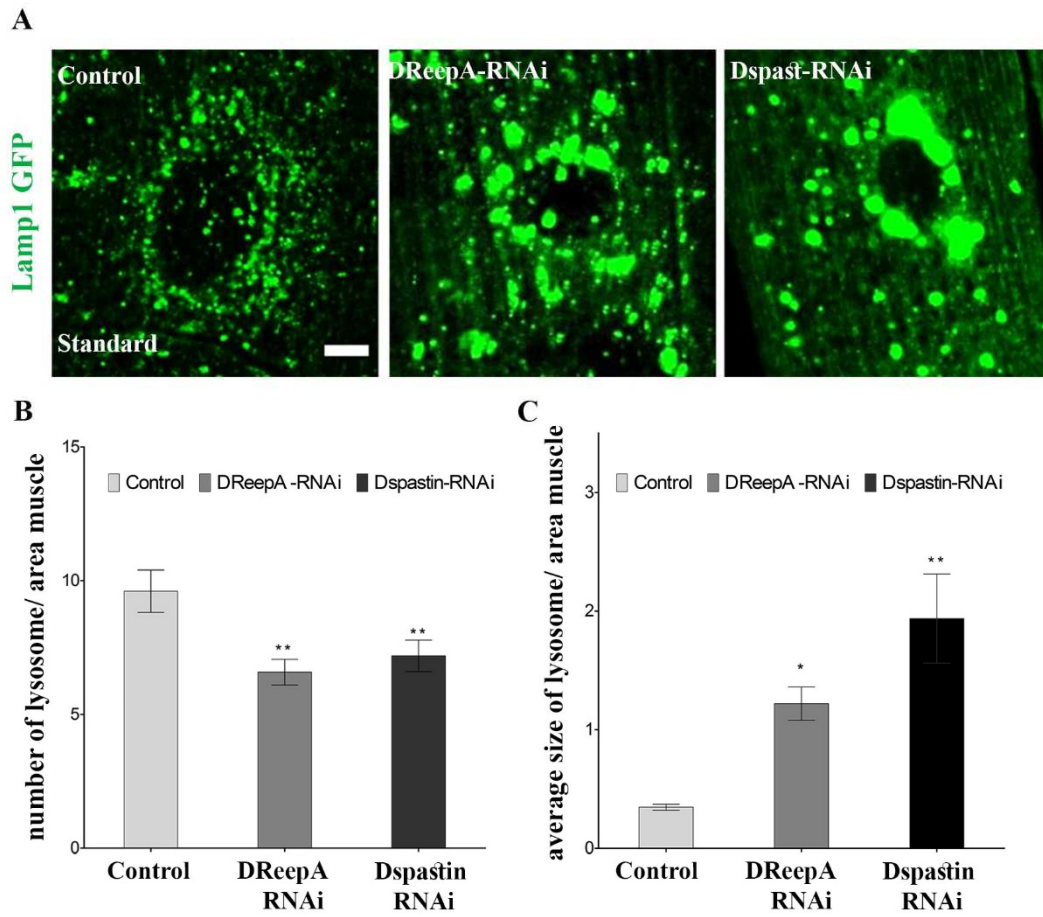 A
Lamp1 GFP
Control
Standard
DReepA-RNAi
Dspast-RNAi
B
number of lysosome/ area muscle
15
10
5
0
Control DReepA -RNAi Dspastin-RNAi
**
**
Control
DReepA
RNAi
Dspastin
RNAi
C
average size of lysosome/ area muscle
3
2
1
0
Control DReepA -RNAi Dspastin-RNAi
*
**
Control
DReepA
RNAi
Dspastin
RNAi